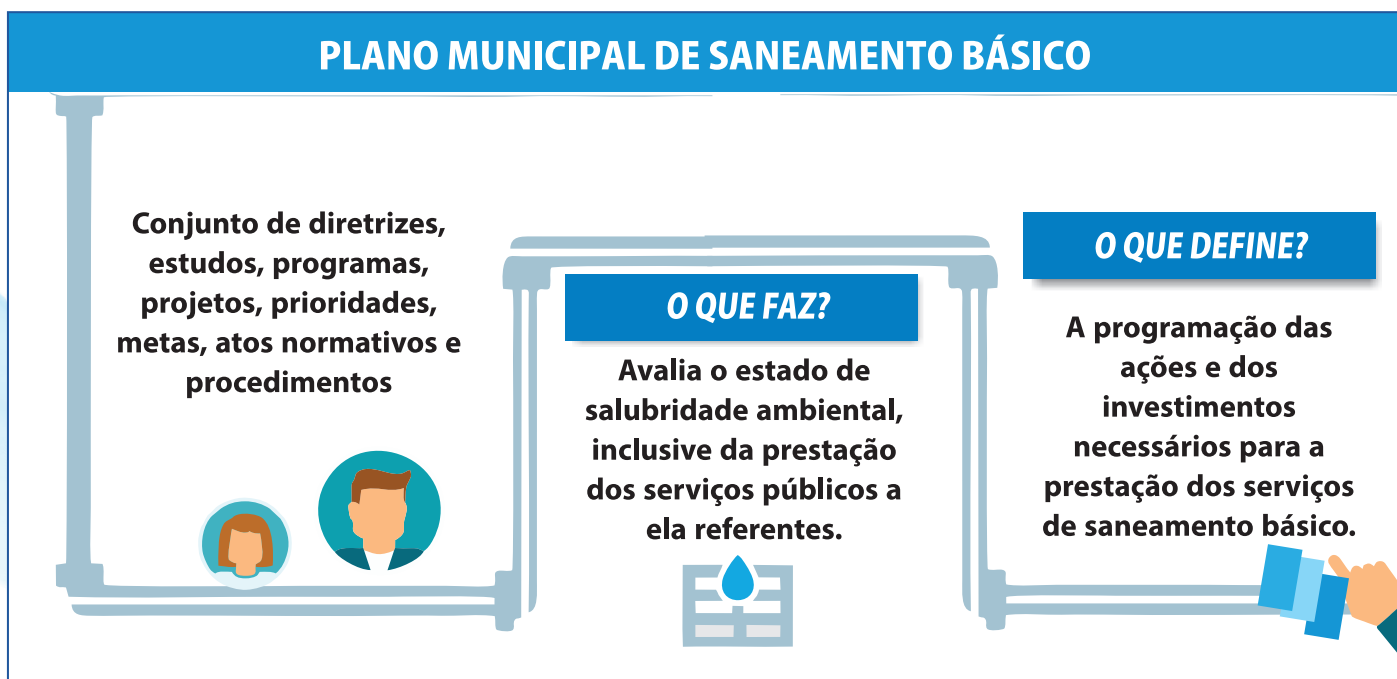 PLANO MUNICIPAL DE SANEAMENTO BÁSICO
Conjunto de diretrizes,
estudos, programas,
projetos, prioridades,
metas, atos normativos e
procedimentos
O QUE FAZ?
Avalia o estado de
salubridade ambiental,
inclusive da prestação
dos serviços públicos a
ela referentes.
O QUE DEFINE?
A programação das
ações e dos
investimentos
necessários para a
prestação dos serviços
de saneamento básico.